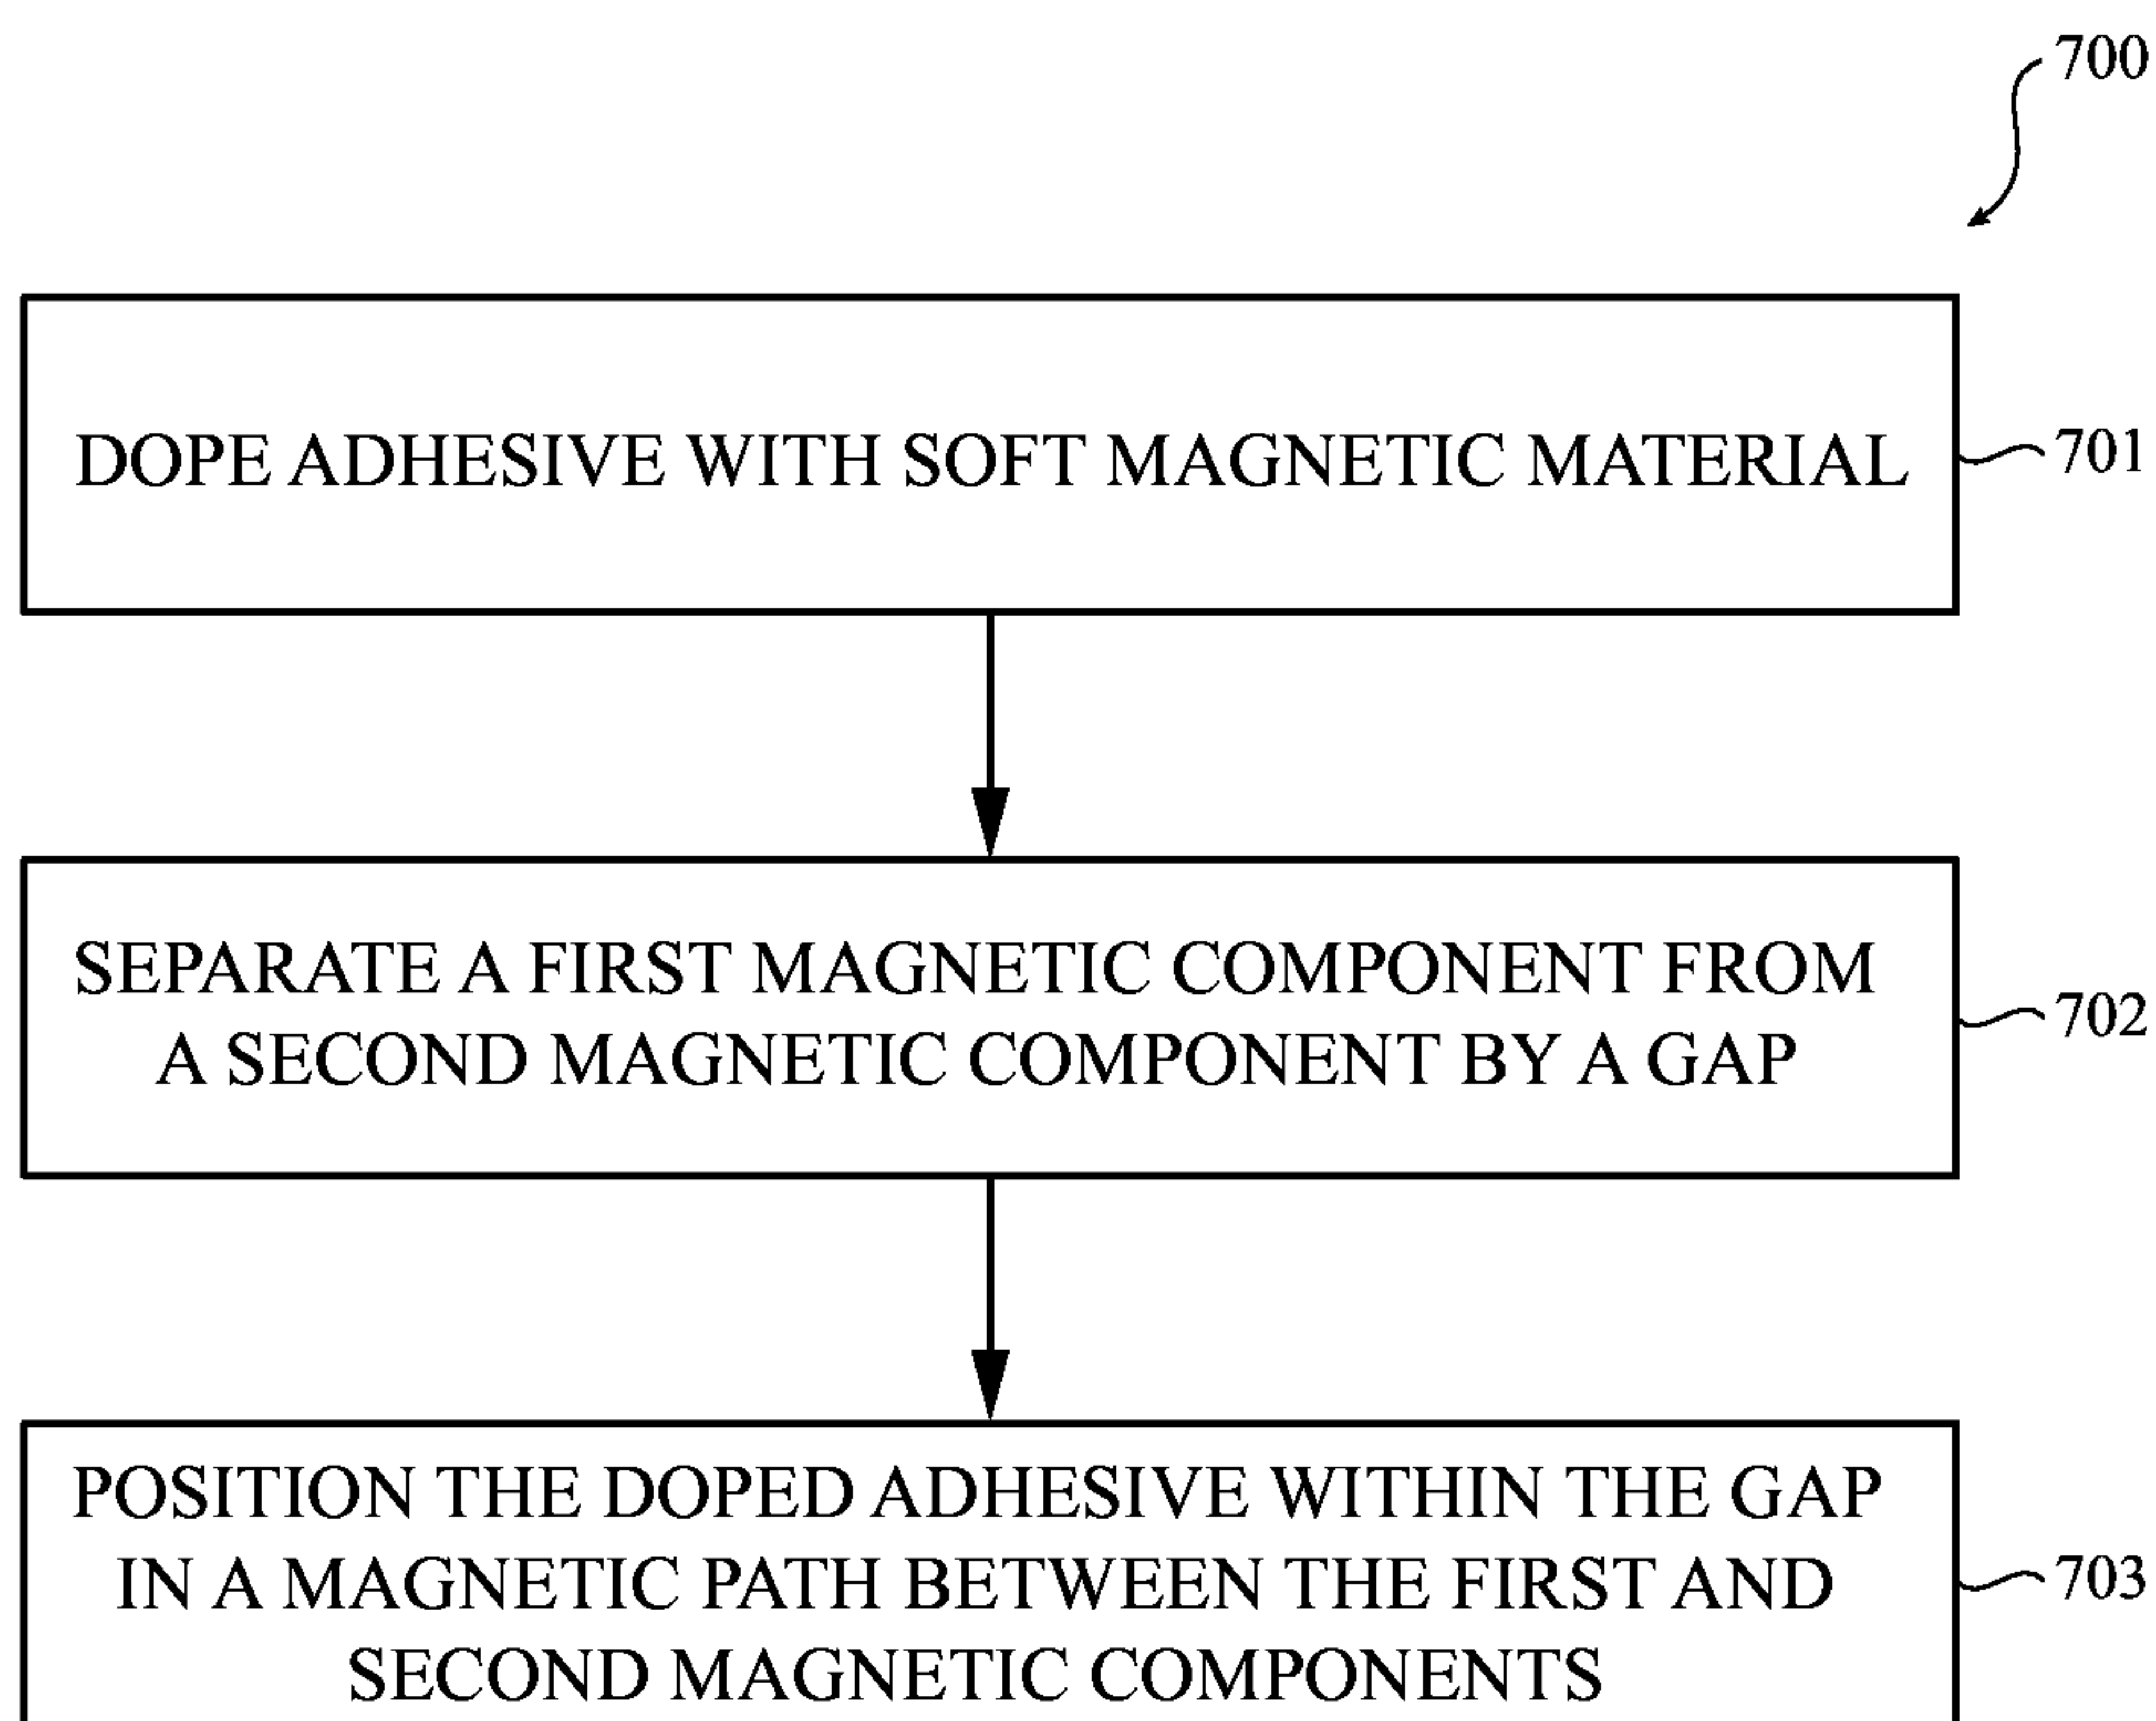 700
DOPE ADHESIVE WITH SOFT MAGNETIC MATERIAL
701
SEPARATE A FIRST MAGNETIC COMPONENT FROM
A SECOND MAGNETIC COMPONENT BY A GAP
702
POSITION THE DOPED ADHESIVE WITHIN THE GAP
IN A MAGNETIC PATH BETWEEN THE FIRST AND
SECOND MAGNETIC COMPONENTS
703